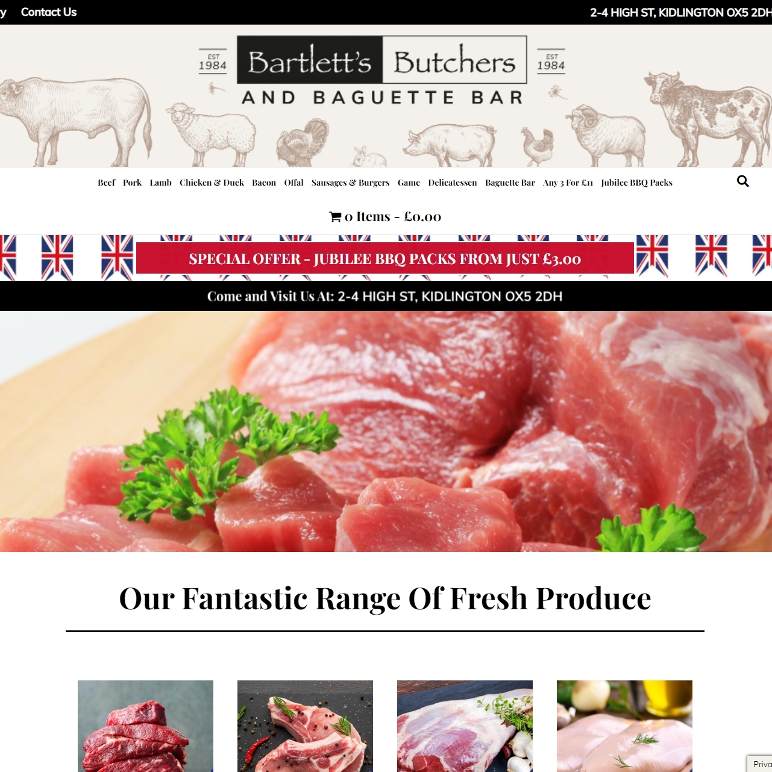 y Contact Us 2-4 HIGH ST, KIDLINGTON OX5 2DH
EST 1984 Bartlett's Butchers EST 1984
AND BAGUETTE BAR
Beef Pork Lamb Chicken & Duck Bacon Offal Sausages & Burgers Game Delicatessen Baguette Bar Any 3 For £11 Jubilee BBQ Packs
0 Items - £0.00
SPECIAL OFFER - JUBILEE BBQ PACKS FROM JUST £3.00
Come and Visit Us At: 2-4 HIGH ST, KIDLINGTON OX5 2DH
Our Fantastic Range Of Fresh Produce
Priva